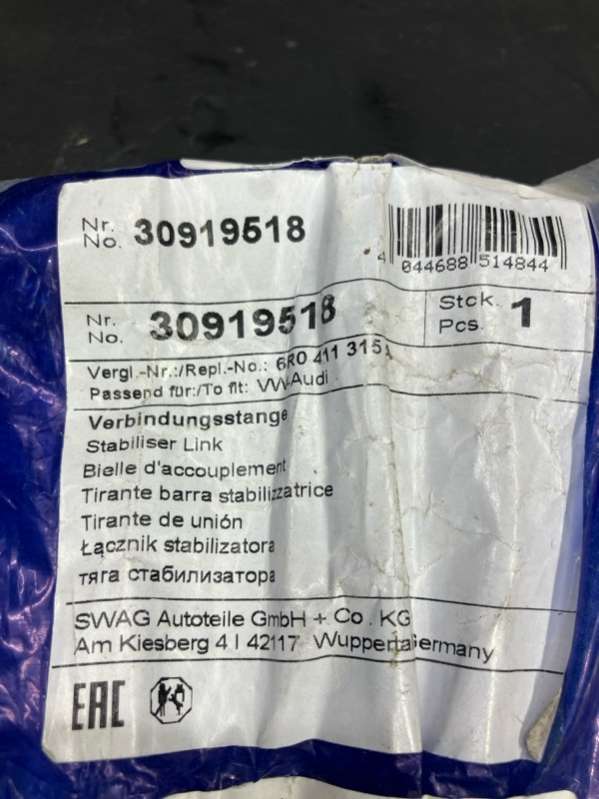 Nr.
No. 30919518
4 044688 514844
Nr.
No. 30919518
Stck.
Pcs. 1
Vergl.-Nr.:/Repl.-No.: 6R0 411 315
Passend für:/To fit: VW-Audi
Verbindungsstange
Stabiliser Link
Bielle d'accouplement
Tirante barra stabilizzatrice
Tirante de unión
Łącznik stabilizatora
тяга стабилизатора
SWAG Autoteile GmbH + Co. KG
Am Kiesberg 4 I 42117 Germany
EAC